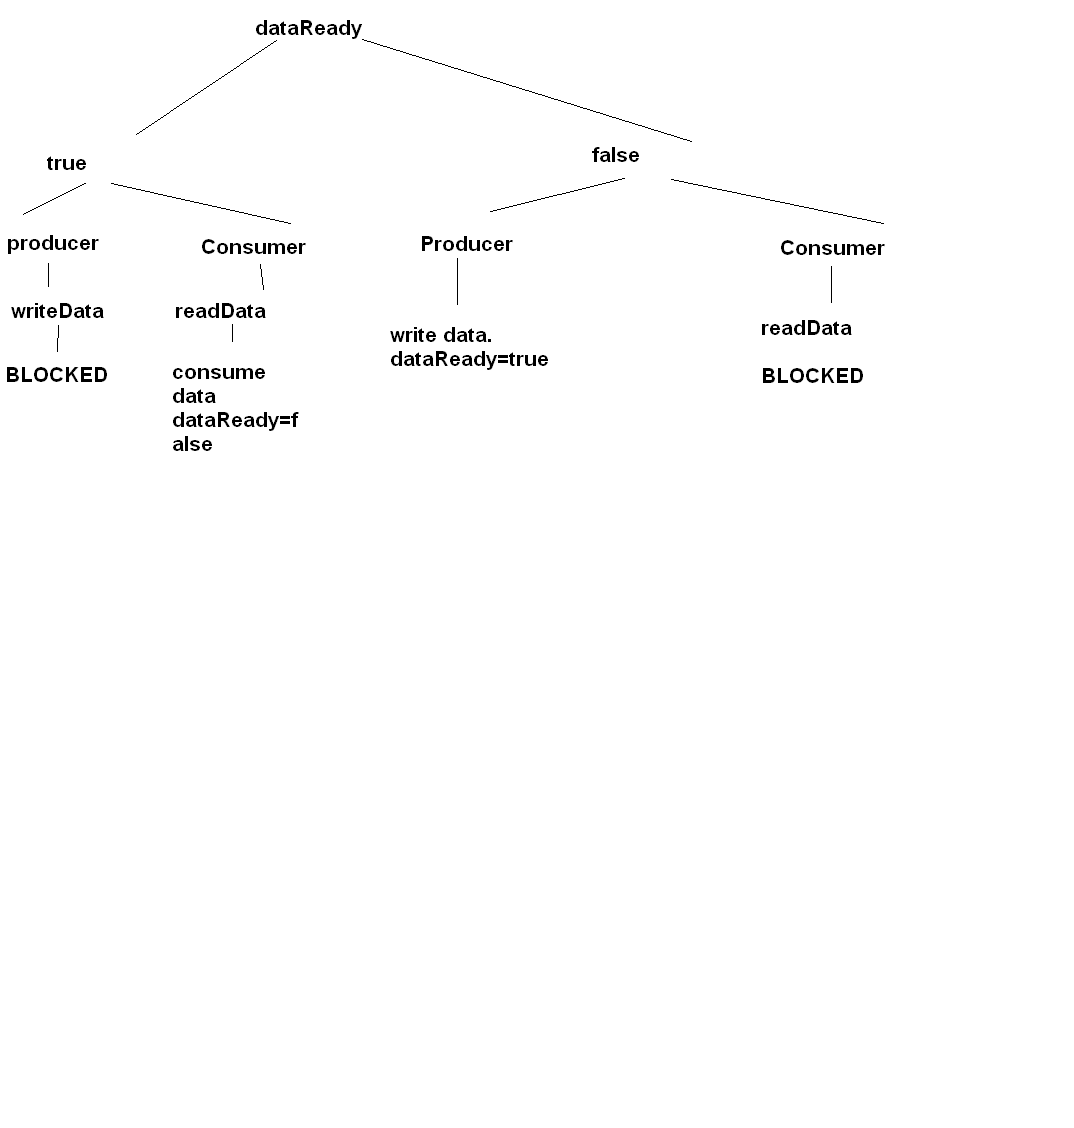 dataReady
true
false
producer
Consumer
Producer
Consumer
writeData
readData
write data.
dataReady=true
readData
BLOCKED
consume
data
dataReady=f
alse
BLOCKED